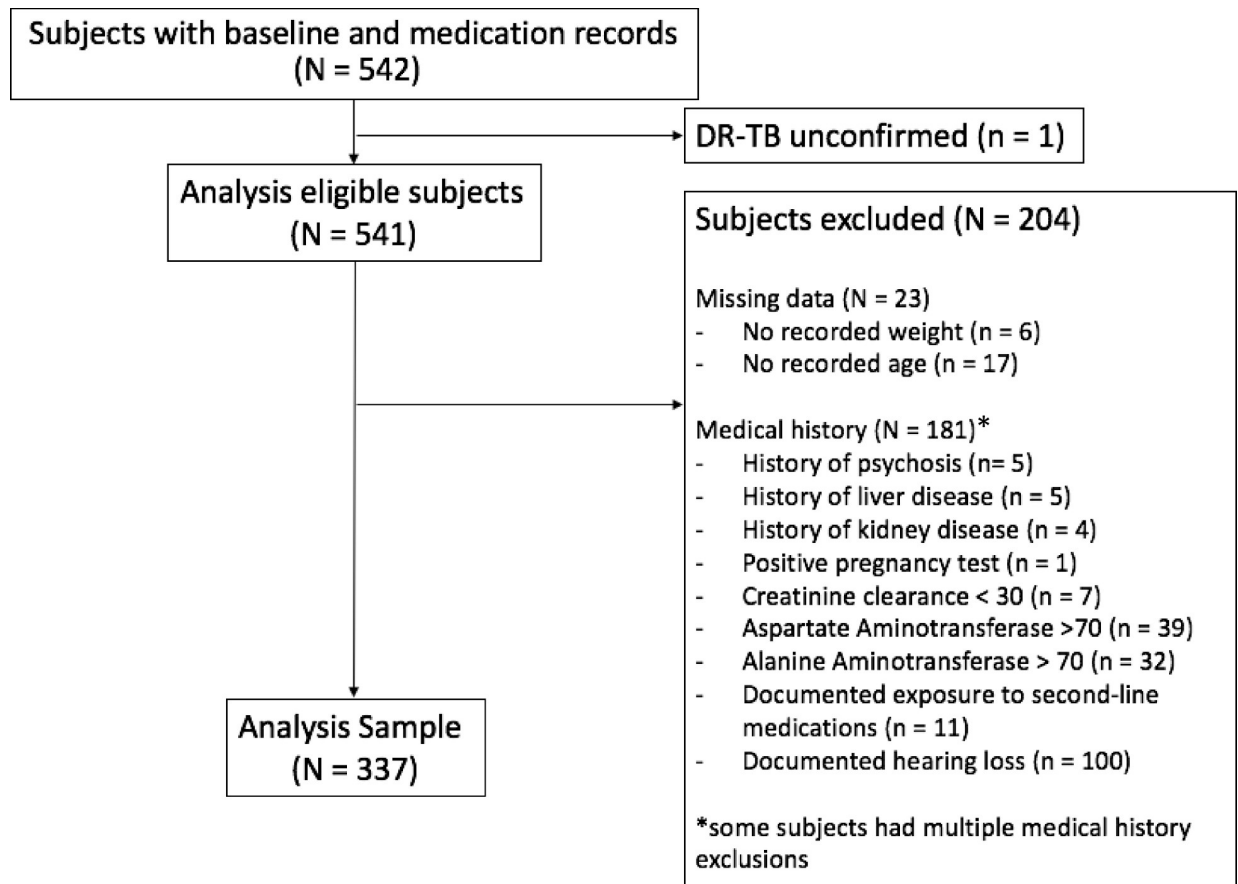 Subjects with baseline and medication records
(N = 542)
DR-TB unconfirmed (n = 1)
Analysis eligible subjects
(N = 541)
Subjects excluded (N = 204)
Missing data (N = 23)
- No recorded weight (n = 6)
- No recorded age (n = 17)
Medical history (N = 181)*
- History of psychosis (n= 5)
- History of liver disease (n = 5)
- History of kidney disease (n = 4)
- Positive pregnancy test (n = 1)
- Creatinine clearance < 30 (n = 7)
- Aspartate Aminotransferase >70 (n = 39)
- Alanine Aminotransferase > 70 (n = 32)
- Documented exposure to second-line
medications (n = 11)
- Documented hearing loss (n = 100)
*some subjects had multiple medical history
exclusions
Analysis Sample
(N = 337)